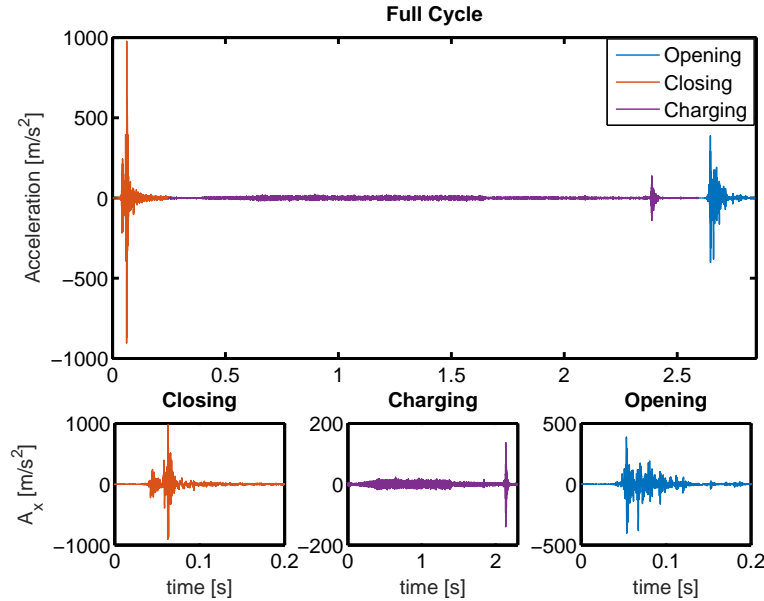 Full Cycle
1000
500
0
−500
−1000
Acceleration [m/s²]
Opening
Closing
Charging
0 0.5 1 1.5 2 2.5
Closing
Charging
Opening
A_x [m/s²]
1000
0
−1000
200
0
−200
500
0
−500
0 0.1 0.2
0 1 2
0 0.1 0.2
time [s]
time [s]
time [s]